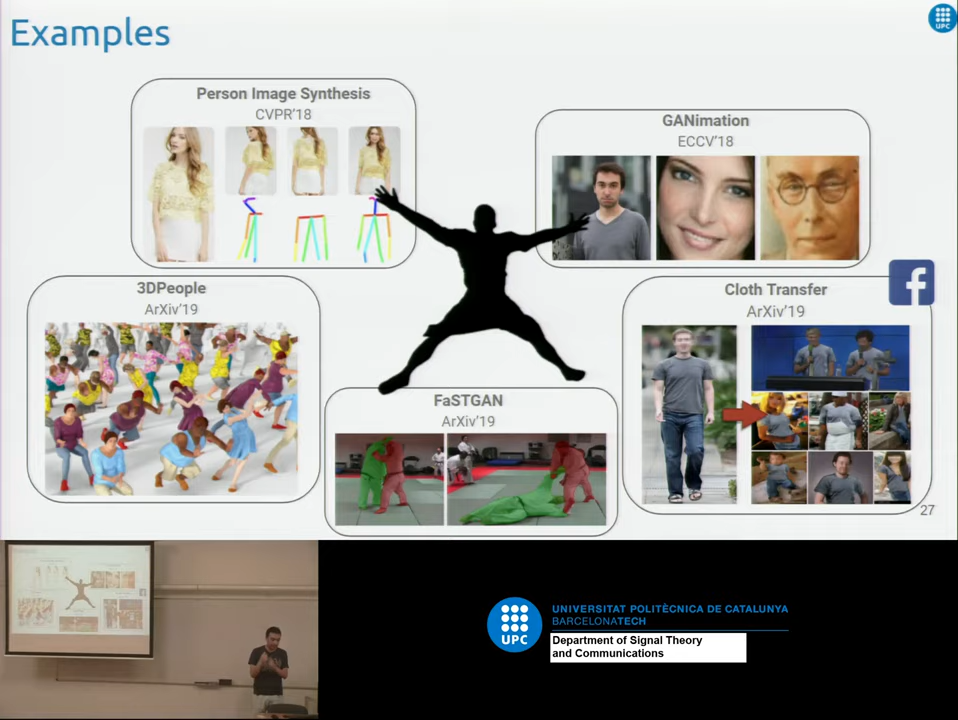 Examples
UPC
Person Image Synthesis
CVPR'18
GANimation
ECCV'18
3DPeople
ArXiv'19
Cloth Transfer
ArXiv'19
FaSTGAN
ArXiv'19
27
UPC
UNIVERSITAT POLITÈCNICA DE CATALUNYA
BARCELONATECH
Department of Signal Theory
and Communications